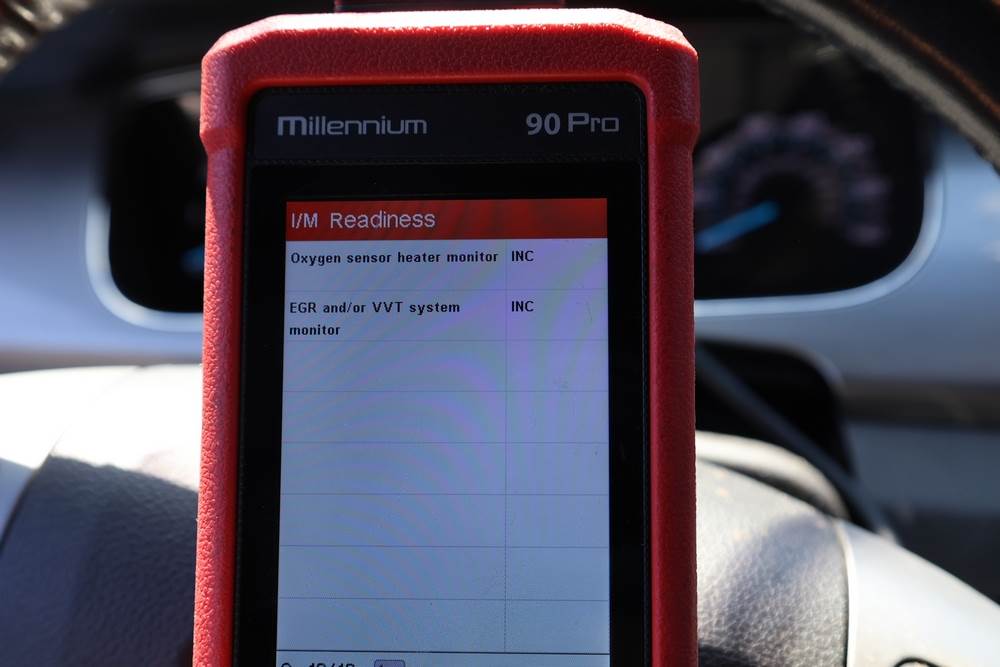 Millennium 90 Pro
I/M Readiness
Oxygen sensor heater monitor INC
EGR and/or VVT system INC
monitor